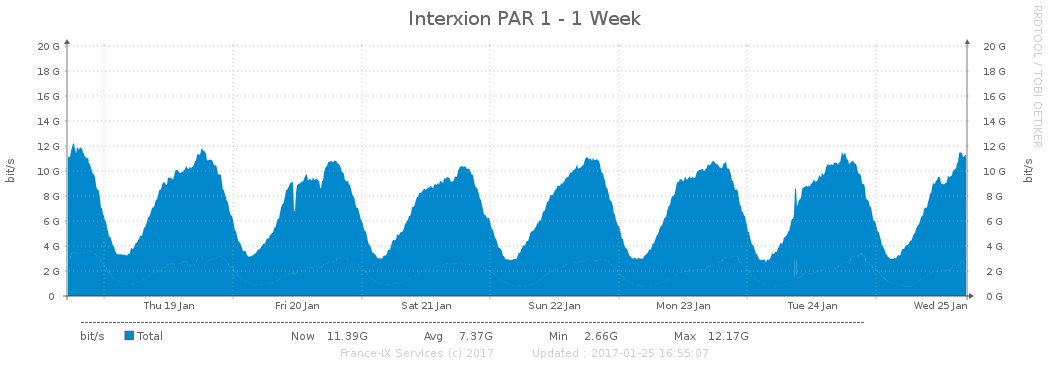 Interxion PAR 1 - 1 Week
RRDTOOL / TOBI OETIKER
bit/s
20 G
18 G
16 G
14 G
12 G
10 G
8 G
6 G
4 G
2 G
0
20 G
18 G
16 G
14 G
12 G
10 G
8 G
6 G
4 G
2 G
0 G
bit/s
Thu 19 Jan Fri 20 Jan Sat 21 Jan Sun 22 Jan Mon 23 Jan Tue 24 Jan Wed 25 Jan
bit/s Total Now 11.39G Avg 7.37G Min 2.66G Max 12.17G
France-IX Services (c) 2017 Updated : 2017-01-25 16:55:07